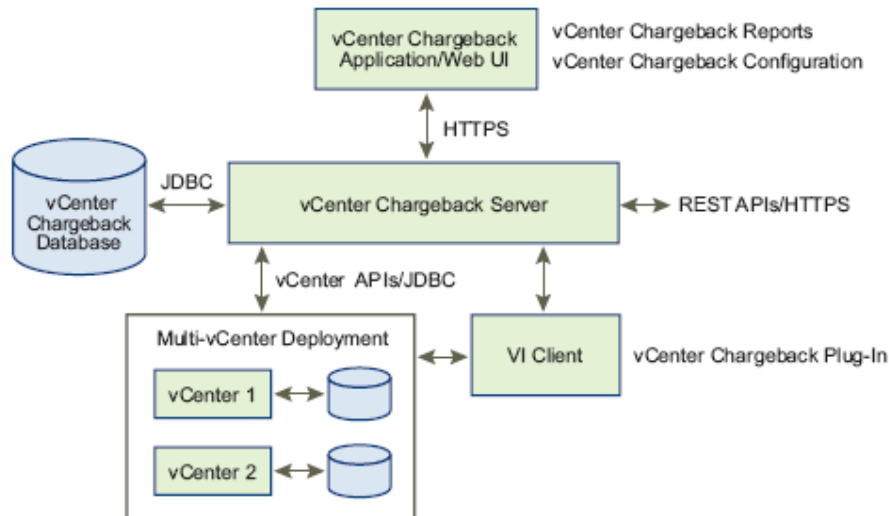 vCenter Chargeback
Application/Web UI
vCenter Chargeback Reports
vCenter Chargeback Configuration
HTTPS
vCenter
Chargeback
Database
JDBC
vCenter Chargeback Server
REST APIs/HTTPS
vCenter APIs/JDBC
Multi-vCenter Deployment
vCenter 1
vCenter 2
VI Client
vCenter Chargeback Plug-In